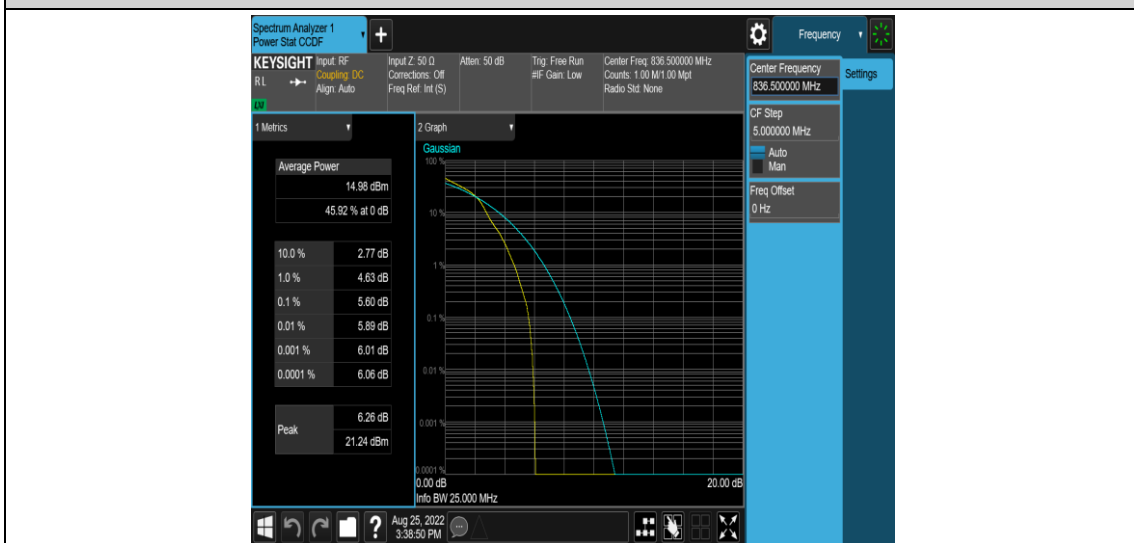 Spectrum Analyzer 1
Power Stat CCDF
+
Frequency
KEYSIGHT
RL
LNI
Input: RF
Coupling: DC
Align: Auto
Input Z: 50 Ω
Corrections: Off
Freq Ref: Int (S)
Atten: 50 dB
Trig: Free Run
#IF Gain: Low
Center Freq: 836.500000 MHz
Counts: 1.00 M/1.00 Mpt
Radio Std: None
Center Frequency
836.500000 MHz
Settings
CF Step
5.000000 MHz
Auto
Man
Freq Offset
0 Hz
1 Metrics
Average Power
14.98 dBm
45.92 % at 0 dB
10.0 % 2.77 dB
1.0 % 4.63 dB
0.1 % 5.60 dB
0.01 % 5.89 dB
0.001 % 6.01 dB
0.0001 % 6.06 dB
Peak
6.26 dB
21.24 dBm
2 Graph
Gaussian
100 %
10 %
1 %
0.1 %
0.01 %
0.001 %
0.0001 %
0.00 dB 20.00 dB
Info BW 25.000 MHz
?
Aug 25, 2022
3:38:50 PM